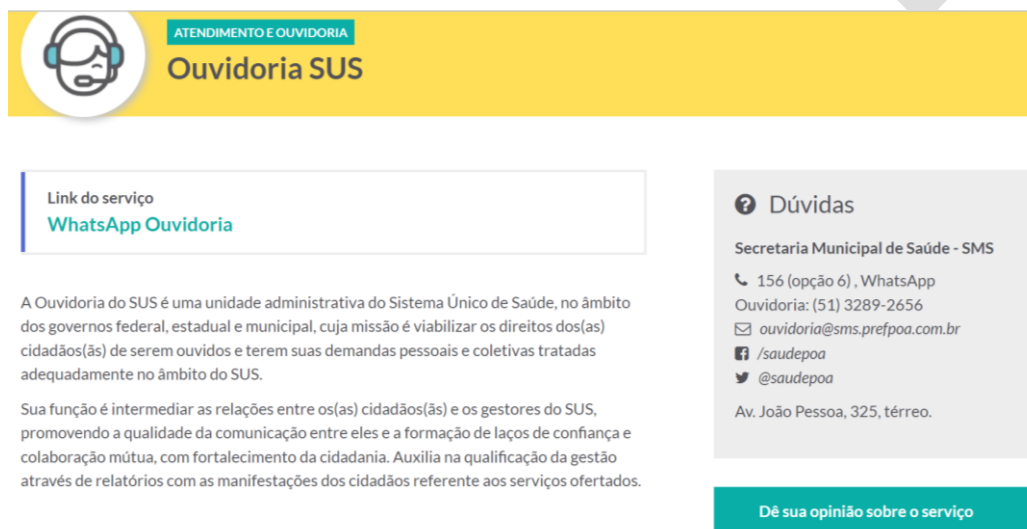 ATENDIMENTO E OUVIDORIA
Ouvidoria SUS
Link do serviço
WhatsApp Ouvidoria
A Ouvidoria do SUS é uma unidade administrativa do Sistema Único de Saúde, no âmbito
dos governos federal, estadual e municipal, cuja missão é viabilizar os direitos dos(as)
cidadãos(ãs) de serem ouvidos e terem suas demandas pessoais e coletivas tratadas
adequadamente no âmbito do SUS.
Sua função é intermediar as relações entre os(as) cidadãos(ãs) e os gestores do SUS,
promovendo a qualidade da comunicação entre eles e a formação de laços de confiança e
colaboração mútua, com fortalecimento da cidadania. Auxilia na qualificação da gestão
através de relatórios com as manifestações dos cidadãos referente aos serviços ofertados.
Dúvidas
Secretaria Municipal de Saúde - SMS
156 (opção 6) , WhatsApp
Ouvidoria: (51) 3289-2656
ouvidoria@sms.prefpoa.com.br
/saudepoa
@saudepoa
Av. João Pessoa, 325, térreo.
Dê sua opinião sobre o serviço